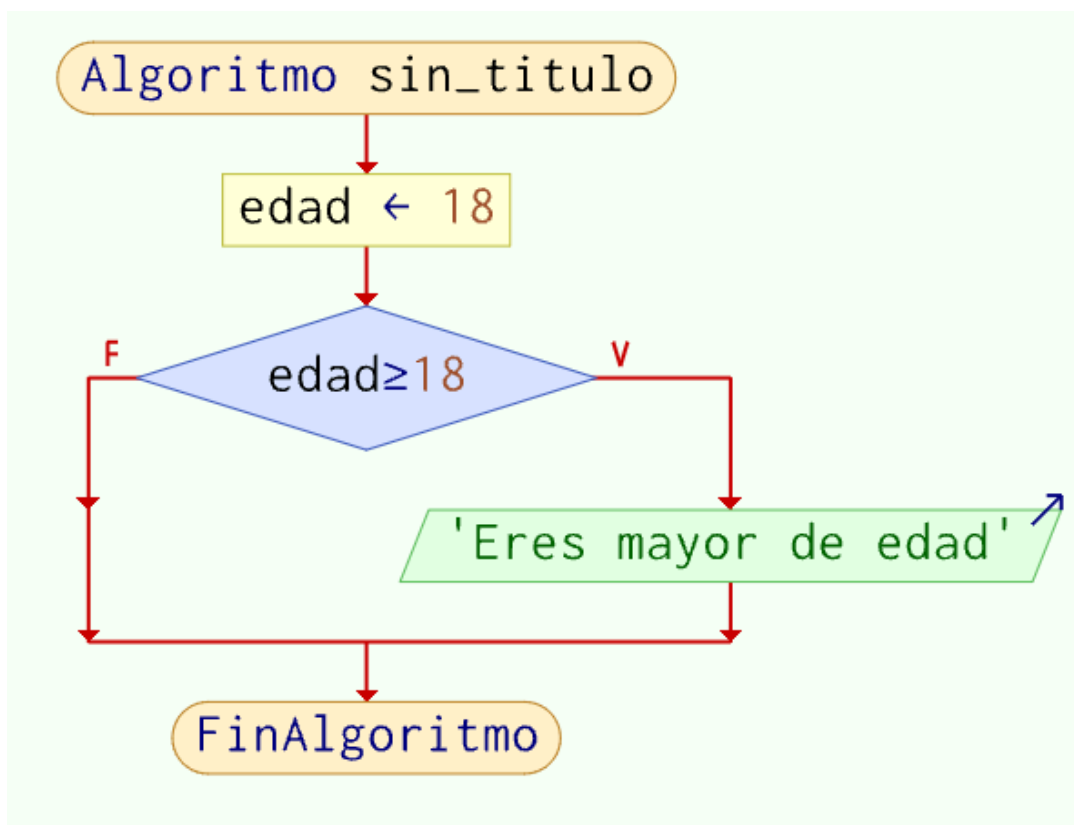 Algoritmo sin_titulo
edad ← 18
F
V
edad≥18
'Eres mayor de edad'
FinAlgoritmo